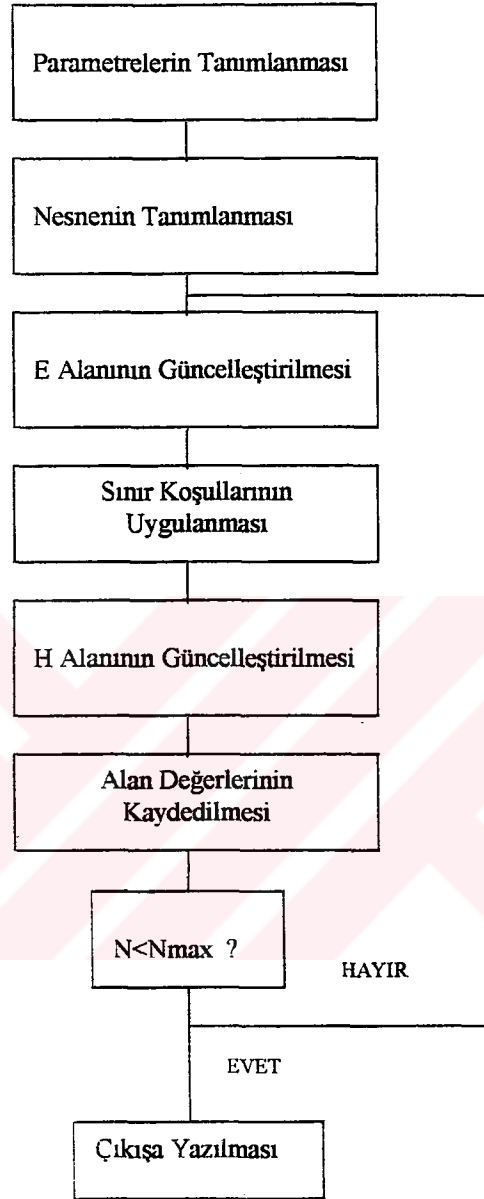 Parametrelerin Tanımlanması
Nesnenin Tanımlanması
E Alanının Güncelleştirilmesi
Sınır Koşullarının
Uygulanması
H Alanının Güncelleştirilmesi
Alan Değerlerinin
Kaydedilmesi
N<Nmax ?
HAYIR
EVET
Çıkışa Yazılması